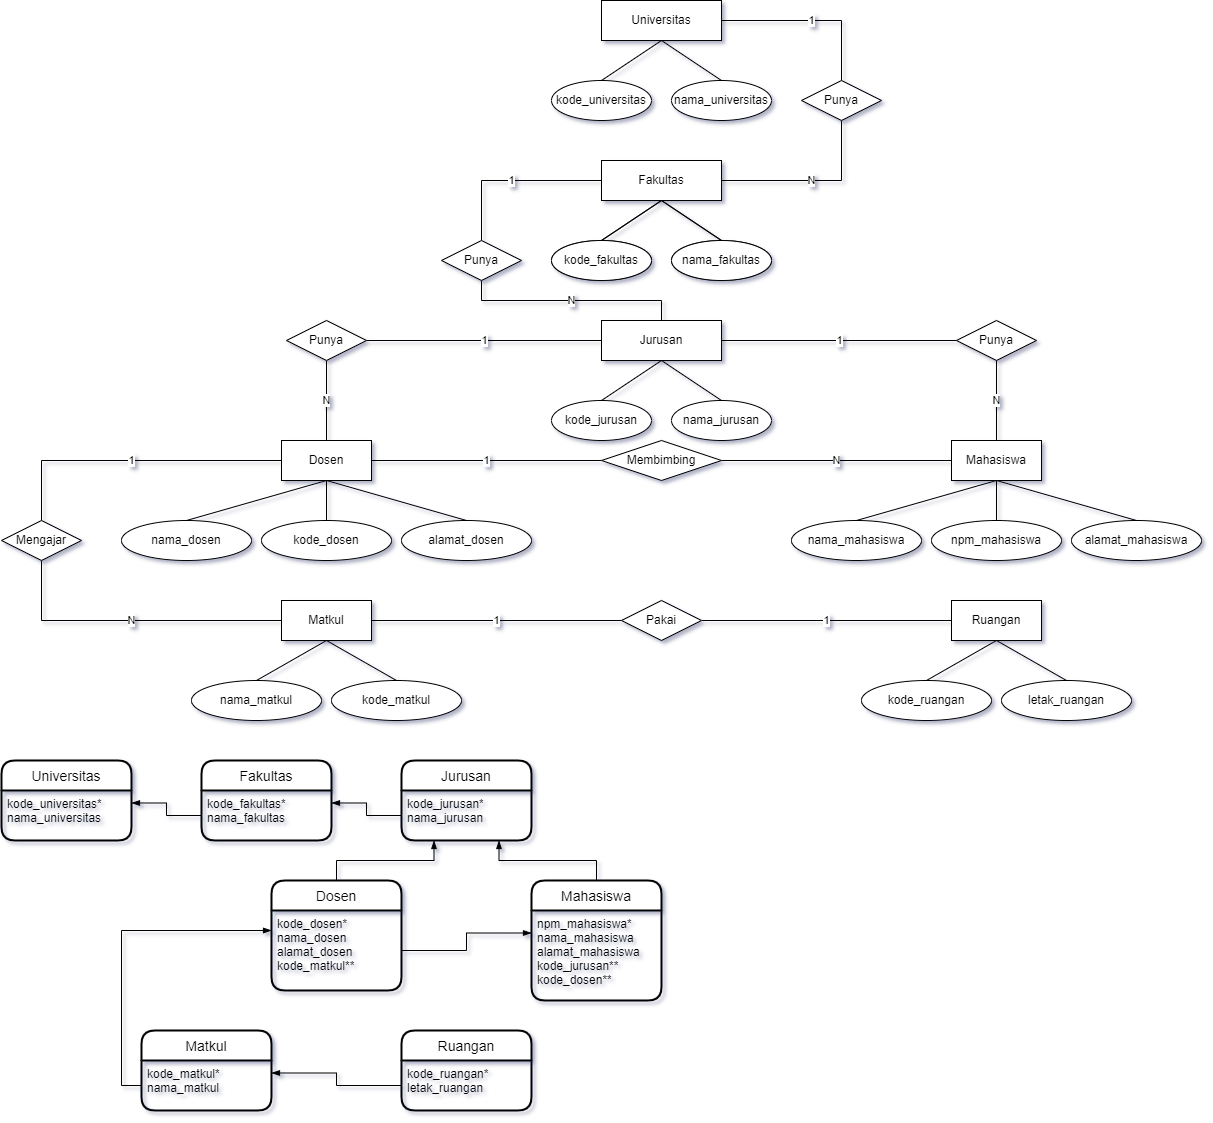 Universitas
1
kode_universitas
nama_universitas
Punya
1
Fakultas
N
Punya
kode_fakultas
nama_fakultas
N
Punya
1
Jurusan
1
Punya
N
N
kode_jurusan
nama_jurusan
1
Dosen
1
Membimbing
N
Mahasiswa
Mengajar
nama_dosen
kode_dosen
alamat_dosen
nama_mahasiswa
npm_mahasiswa
alamat_mahasiswa
N
Matkul
1
Pakai
1
Ruangan
nama_matkul
kode_matkul
kode_ruangan
letak_ruangan
Universitas
kode_universitas*
nama_universitas
Fakultas
kode_fakultas*
nama_fakultas
Jurusan
kode_jurusan*
nama_jurusan
Dosen
kode_dosen*
nama_dosen
alamat_dosen
kode_matkul**
Mahasiswa
npm_mahasiswa*
nama_mahasiswa
alamat_mahasiswa
kode_jurusan**
kode_dosen**
Matkul
kode_matkul*
nama_matkul
Ruangan
kode_ruangan*
letak_ruangan